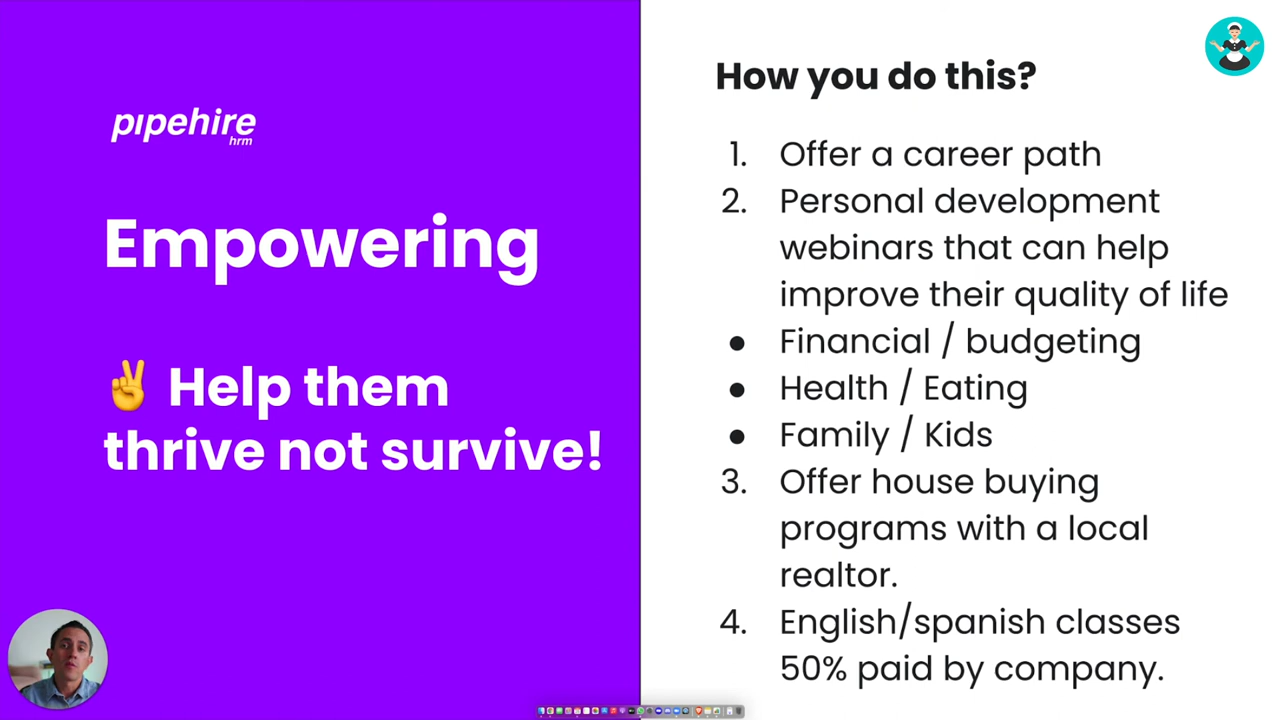 pipehire
hrm
Empowering
✌️ Help them
thrive not survive!
How you do this?
1. Offer a career path
2. Personal development
webinars that can help
improve their quality of life
● Financial / budgeting
● Health / Eating
● Family / Kids
3. Offer house buying
programs with a local
realtor.
4. English/spanish classes
50% paid by company.